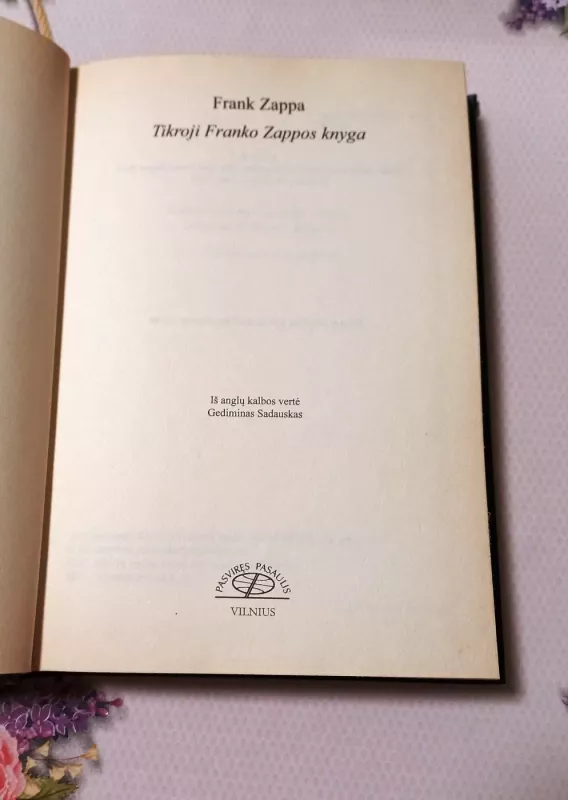 Frank Zappa
Tikroji Franko Zappos knyga
Iš anglų kalbos vertė
Gediminas Sadauskas
PASVIRĘS PASAULIS
VILNIUS